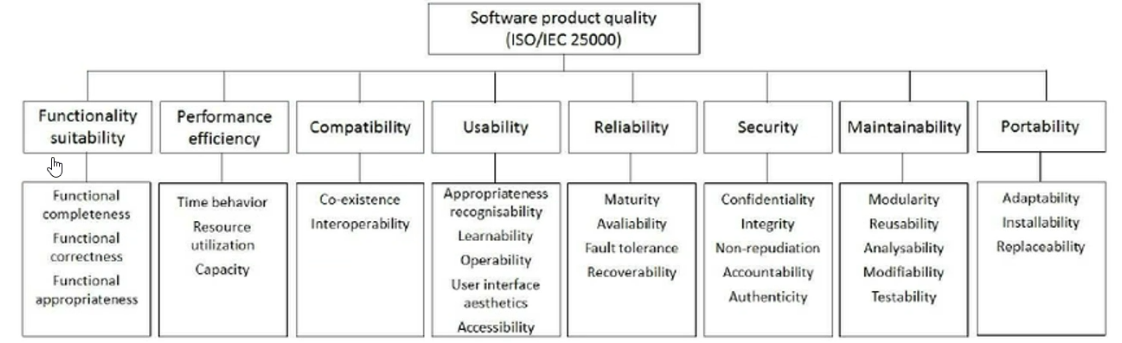 Software product quality
(ISO/IEC 25000)
Functionality
suitability
Performance
efficiency
Compatibility
Usability
Reliability
Security
Maintainability
Portability
Functional
completeness
Functional
correctness
Functional
appropriateness
Time behavior
Resource
utilization
Capacity
Co-existence
Interoperability
Appropriateness
recognisability
Learnability
Operability
User interface
aesthetics
Accessibility
Maturity
Avaliability
Fault tolerance
Recoverability
Confidentiality
Integrity
Non-repudiation
Accountability
Authenticity
Modularity
Reusability
Analysability
Modifiability
Testability
Adaptability
Installability
Replaceability